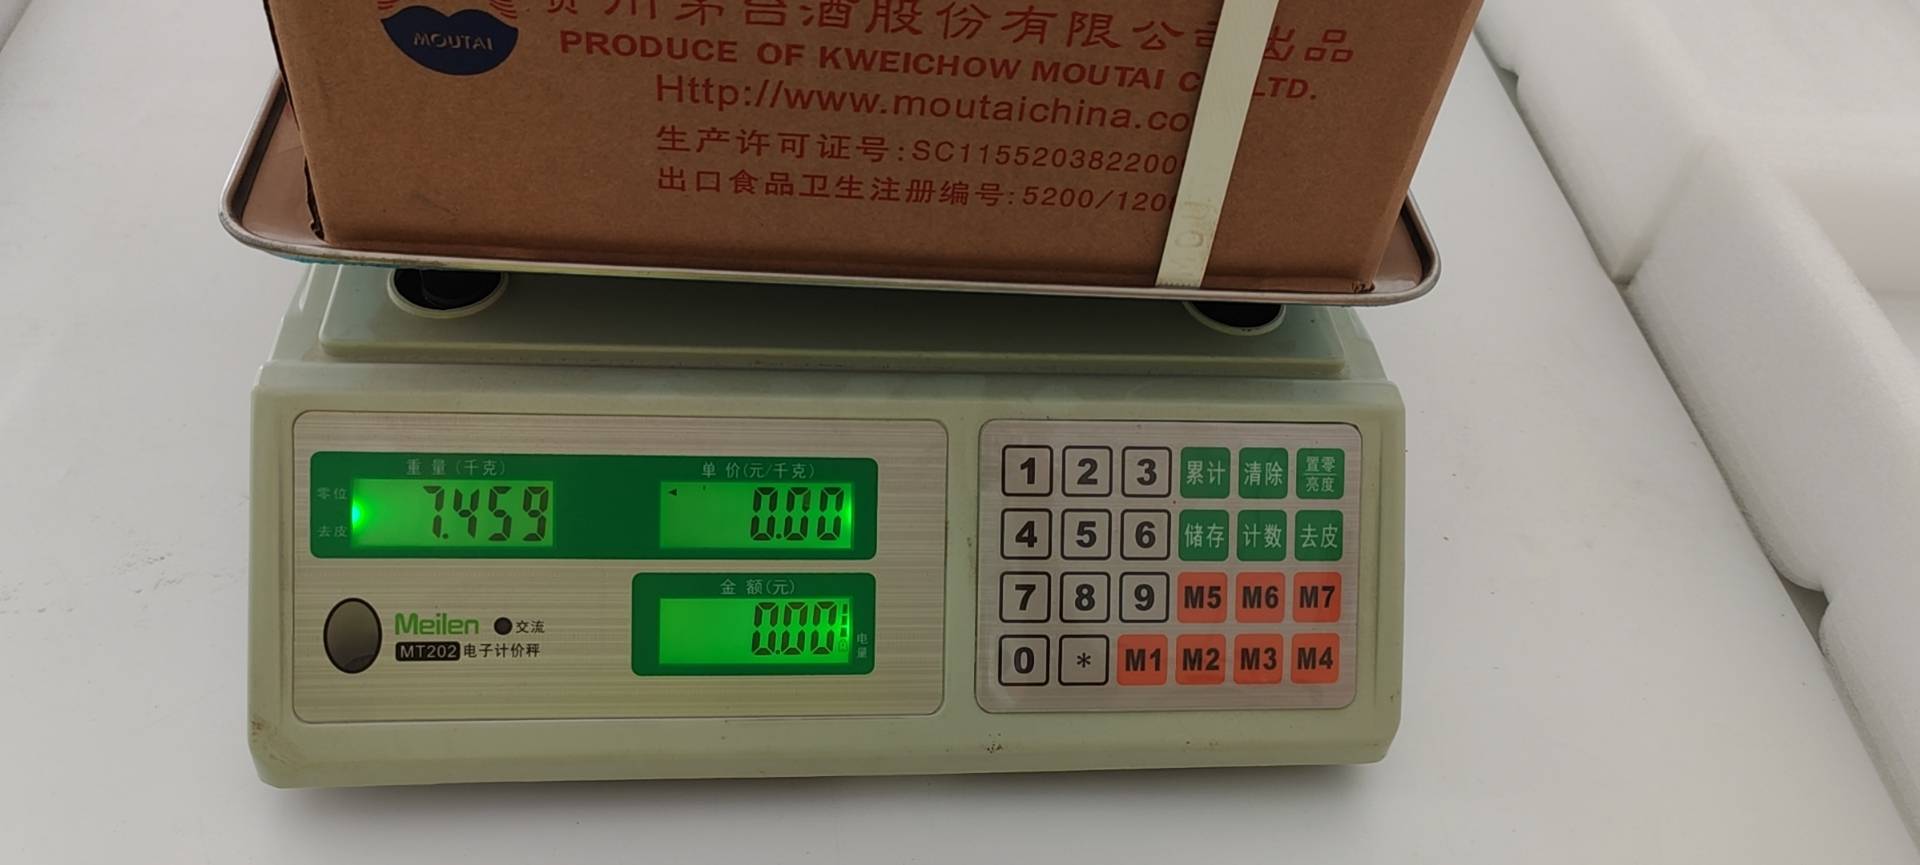 MOUTAI
贵州茅台酒股份有限公司出品
PRODUCE OF KWEICHOW MOUTAI C LTD.
Http://www.moutaichina.co
生产许可证号:SC115520382200
出口食品卫生注册编号:5200/120
重量(千克)
单价(元/千克)
零位
去皮
7.459
0.00
金额(元)
0.00
电量
Meilen
交流
MT202 电子计价秤
1 2 3 累计 清除 置零 亮度
4 5 6 储存 计数 去皮
7 8 9 M5 M6 M7
0 * M1 M2 M3 M4